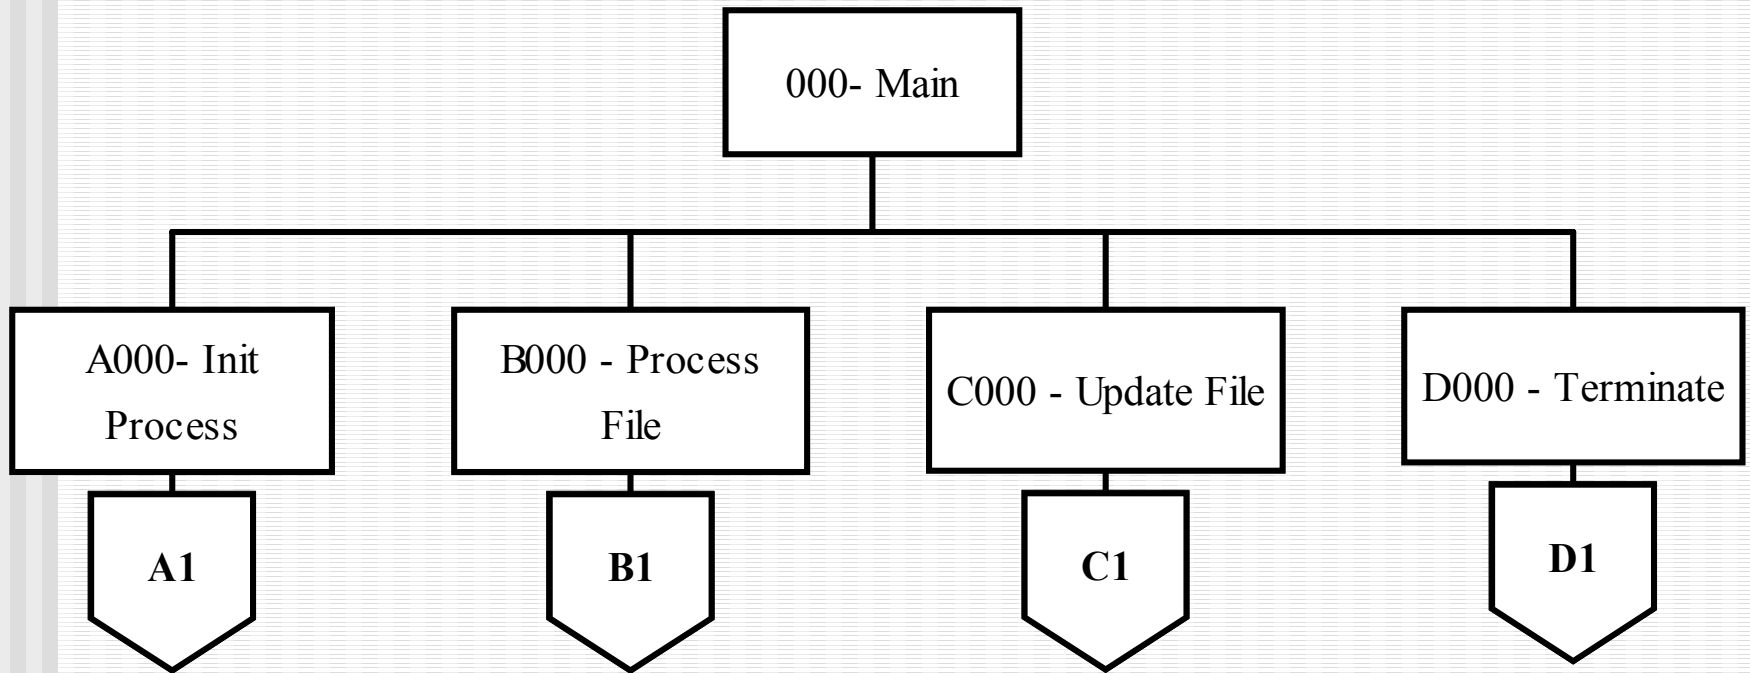 000- Main
A000- Init
Process
B000 - Process
File
C000 - Update File
D000 - Terminate
A1
B1
C1
D1